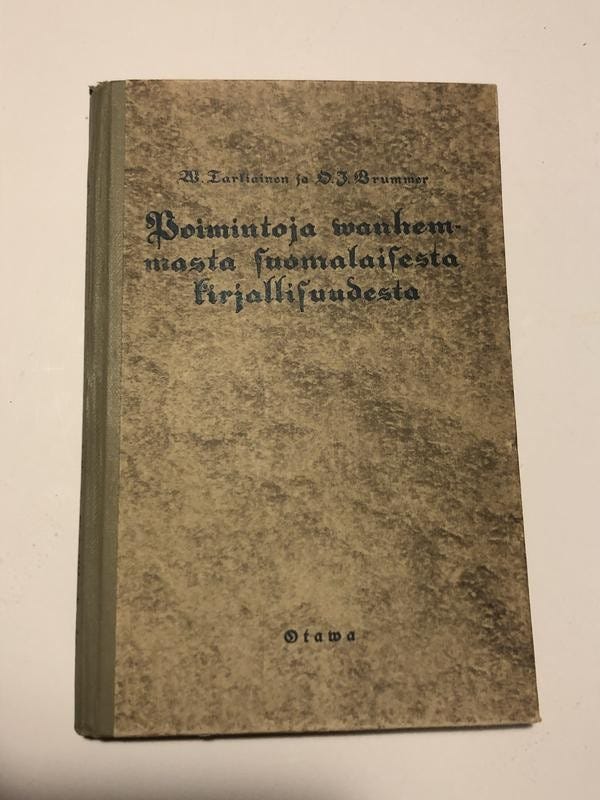 W. Tarkiainen ja O. J. Brummer
Poimintoja wanhem-
masta suomalaisesta
kirjallisuudesta
Otawa